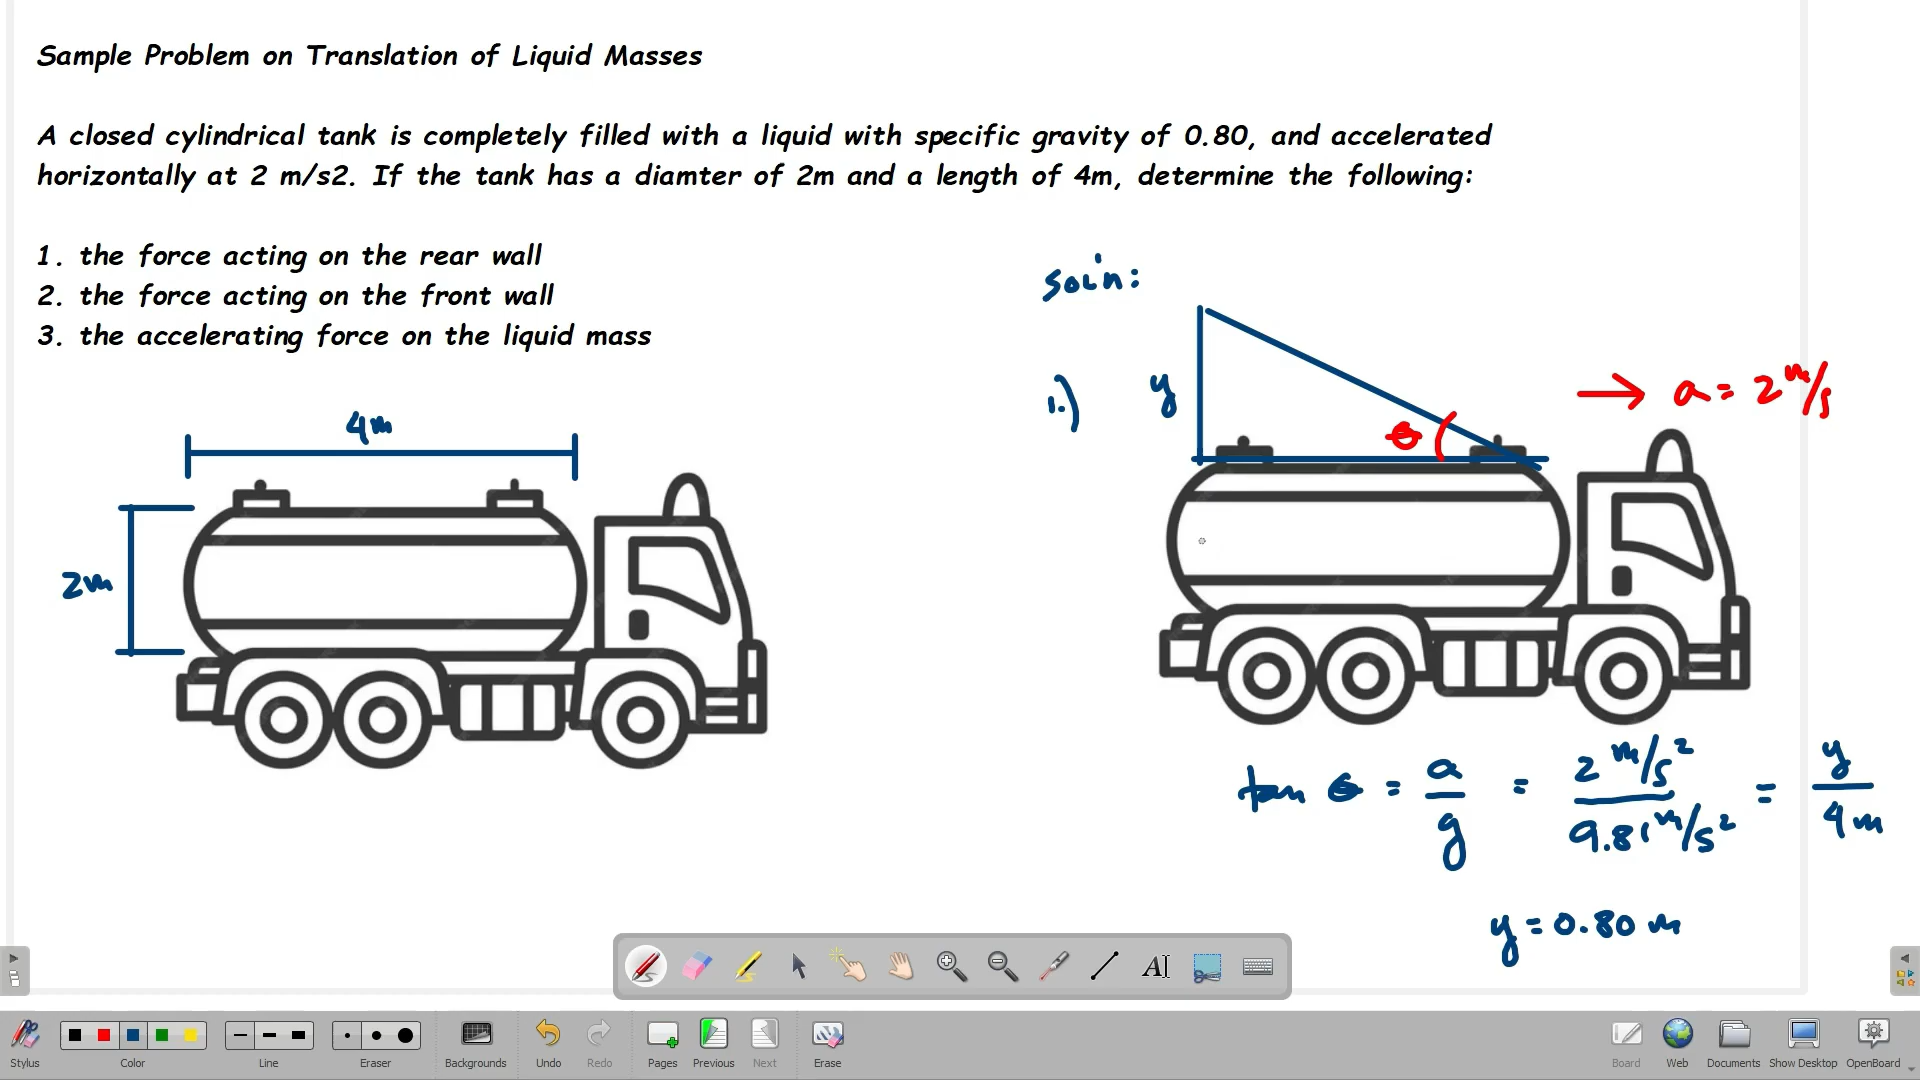 Sample Problem on Translation of Liquid Masses
A closed cylindrical tank is completely filled with a liquid with specific gravity of 0.80, and accelerated
horizontally at 2 m/s2. If the tank has a diamter of 2m and a length of 4m, determine the following:
1. the force acting on the rear wall
2. the force acting on the front wall
3. the accelerating force on the liquid mass
4m
2m
sol'n:
1.)
y
θ
→ a = 2 m/s
tan θ = a/g = 2 m/s² / 9.81 m/s² = y / 4m
y = 0.80 m
Stylus
Color
Line
Eraser
Backgrounds
Undo
Redo
Pages
Previous
Next
Erase
Board
Web
Documents
Show Desktop
OpenBoard